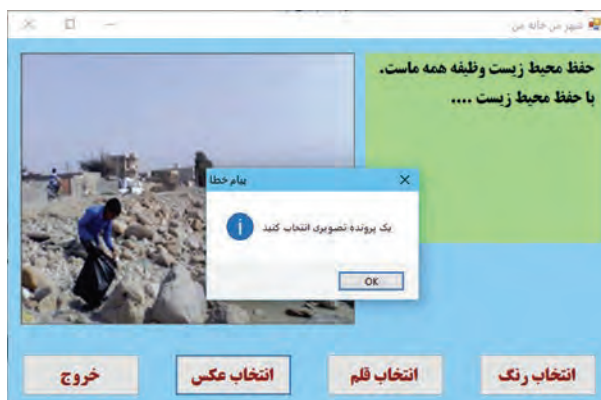 شهر من خانه من
حفظ محیط زیست وظیفه همه ماست.
با حفظ محیط زیست ....
پیام خطا
یک پرونده تصویری انتخاب کنید
OK
انتخاب رنگ
انتخاب قلم
انتخاب عکس
خروج